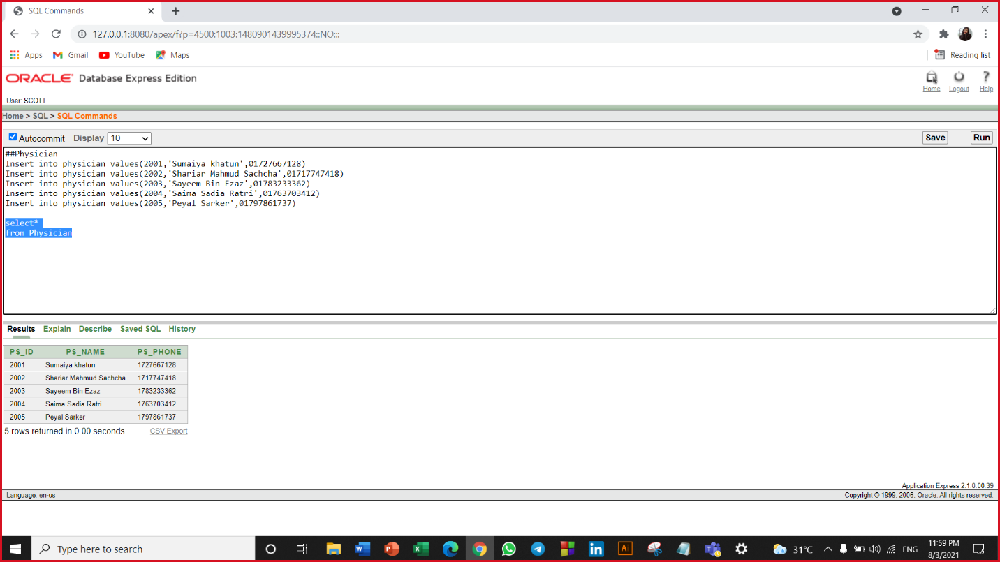 SQL Commands
127.0.0.1:8080/apex/f?p=4500:1003:1480901439995374::NO:::
Apps Gmail YouTube Maps Reading list
ORACLE Database Express Edition
Home Logout Help
User: SCOTT
Home > SQL > SQL Commands
Autocommit Display 10 Save Run
##Physician
Insert into physician values(2001,'Sumaiya khatun',01727667128)
Insert into physician values(2002,'Shariar Mahmud Sachcha',01717747418)
Insert into physician values(2003,'Sayeem Bin Ezaz',01783233362)
Insert into physician values(2004,'Saima Sadia Ratri',01763703412)
Insert into physician values(2005,'Peyal Sarker',01797861737)
select*
from Physician
Results Explain Describe Saved SQL History
PS_ID PS_NAME PS_PHONE
2001 Sumaiya khatun 1727667128
2002 Shariar Mahmud Sachcha 1717747418
2003 Sayeem Bin Ezaz 1783233362
2004 Saima Sadia Ratri 1763703412
2005 Peyal Sarker 1797861737
5 rows returned in 0.00 seconds CSV Export
Application Express 2.1.0.00.39
Language: en-us Copyright © 1999, 2006, Oracle. All rights reserved.
Type here to search 31°C ENG 11:59 PM
8/3/2021